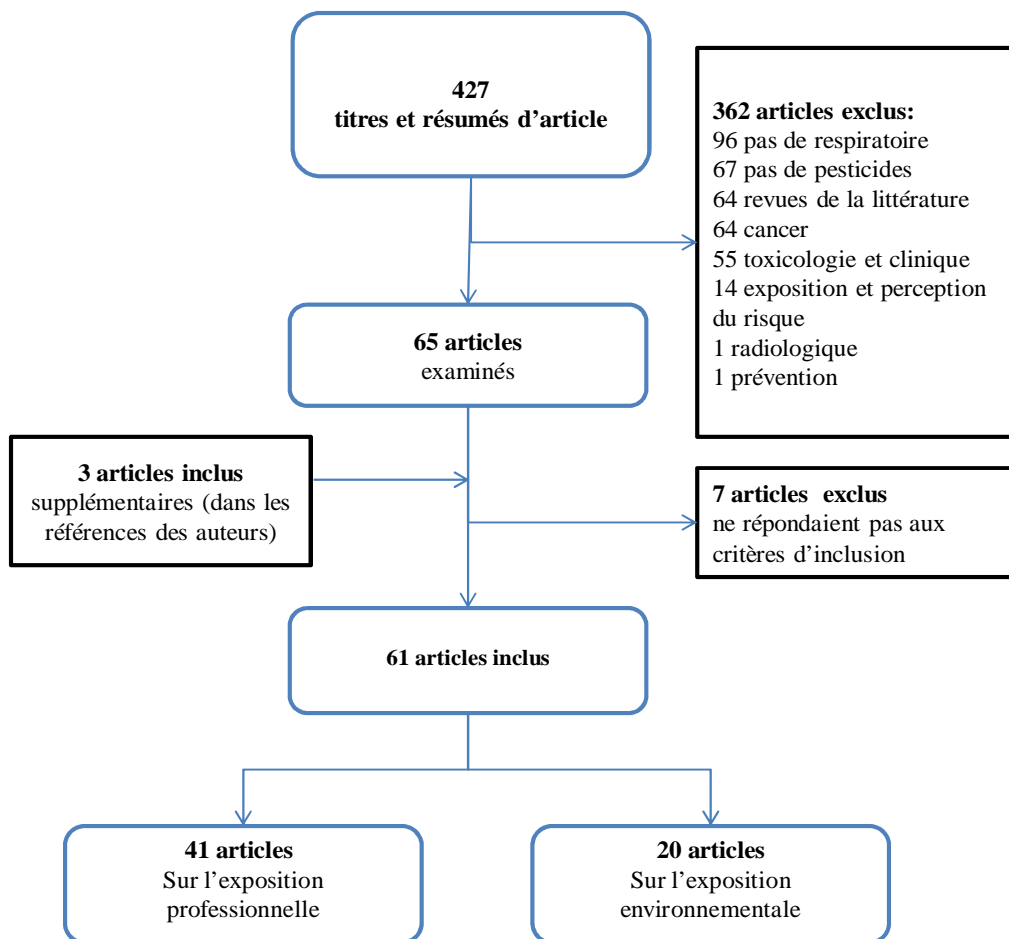 427
titres et résumés d’article
362 articles exclus:
96 pas de respiratoire
67 pas de pesticides
64 revues de la littérature
64 cancer
55 toxicologie et clinique
14 exposition et perception
du risque
1 radiologique
1 prévention
65 articles
examinés
3 articles inclus
supplémentaires (dans les
références des auteurs)
7 articles exclus
ne répondaient pas aux
critères d’inclusion
61 articles inclus
41 articles
Sur l’exposition
professionnelle
20 articles
Sur l’exposition
environnementale